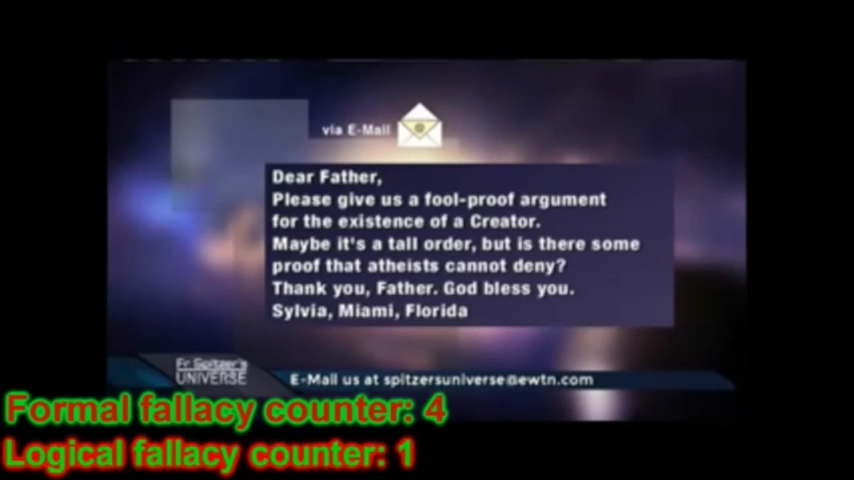 via E-Mail
Dear Father,
Please give us a fool-proof argument
for the existence of a Creator.
Maybe it's a tall order, but is there some
proof that atheists cannot deny?
Thank you, Father. God bless you.
Sylvia, Miami, Florida
Fr. Spitzer's
UNIVERSE
E-Mail us at spitzersuniverse@ewtn.com
Formal fallacy counter: 4
Logical fallacy counter: 1